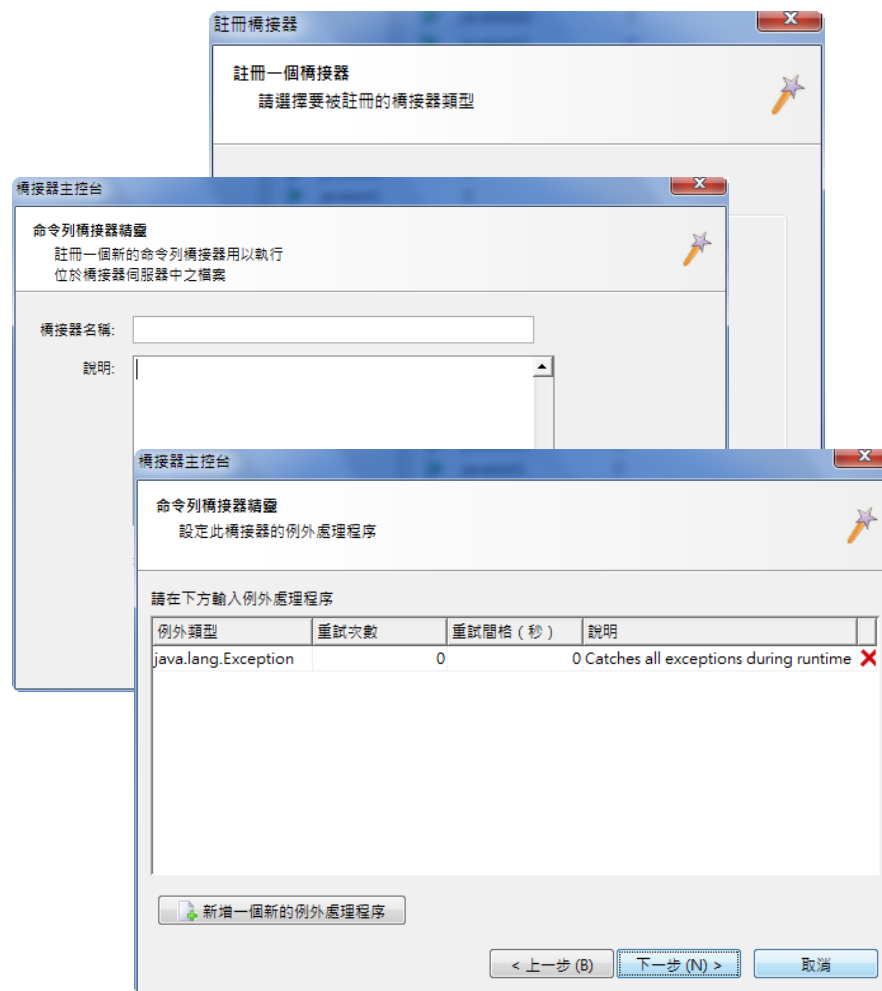 註冊橋接器
註冊一個橋接器
請選擇要被註冊的橋接器類型
橋接器主控台
命令列橋接器精靈
註冊一個新的命令列橋接器用以執行
位於橋接器伺服器中之檔案
橋接器名稱:
說明:
橋接器主控台
命令列橋接器精靈
設定此橋接器的例外處理程序
請在下方輸入例外處理程序
例外類型 重試次數 重試間格(秒) 說明
java.lang.Exception 0 0 Catches all exceptions during runtime
新增一個新的例外處理程序
< 上一步 (B) 下一步 (N) > 取消